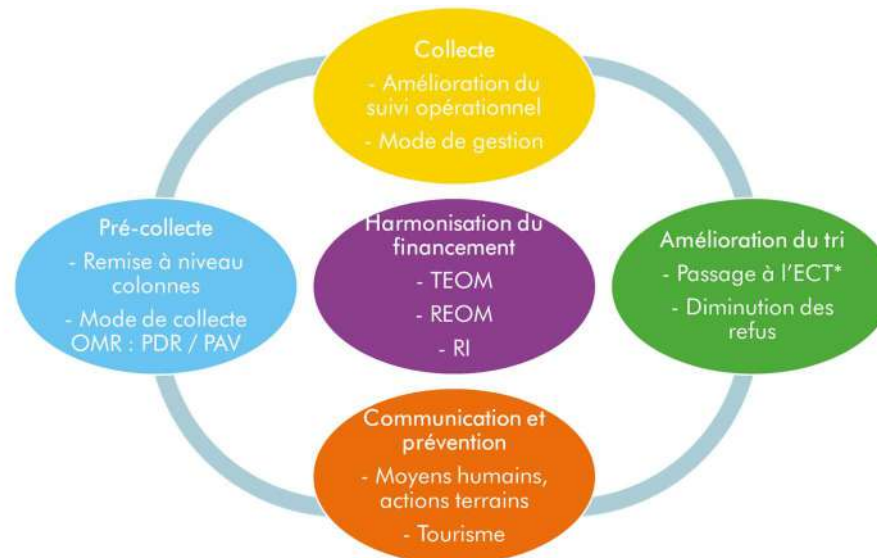 Collecte
- Amélioration du
suivi opérationnel
- Mode de gestion
Pré-collecte
- Remise à niveau
colonnes
- Mode de collecte
OMR : PDR / PAV
Harmonisation du
financement
- TEOM
- REOM
- RI
Amélioration du tri
- Passage à l’ECT*
- Diminution des
refus
Communication et
prévention
- Moyens humains,
actions terrains
- Tourisme